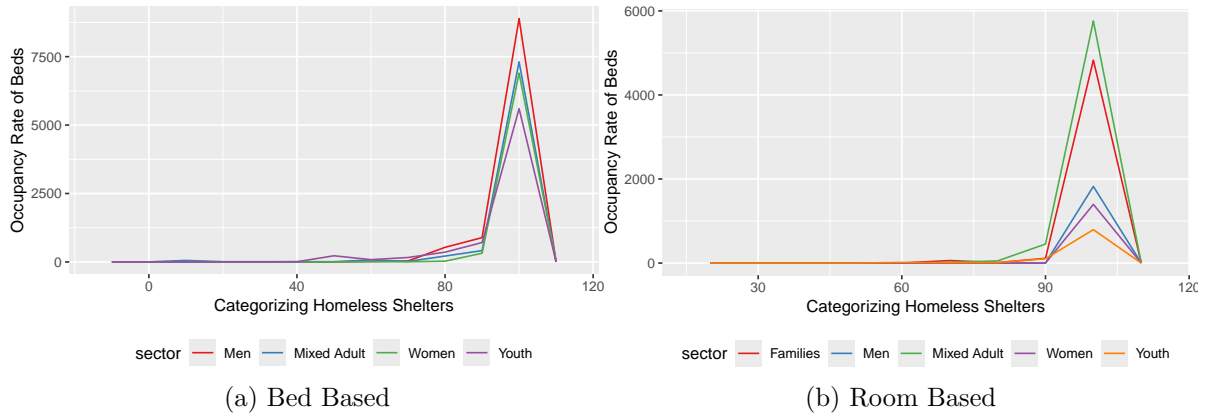 Occupancy Rate of Beds
7500
5000
2500
0
0
40
80
120
Categorizing Homeless Shelters
sector Men Mixed Adult Women Youth
(a) Bed Based
Occupancy Rate of Beds
6000
4000
2000
0
30
60
90
120
Categorizing Homeless Shelters
sector Families Men Mixed Adult Women Youth
(b) Room Based